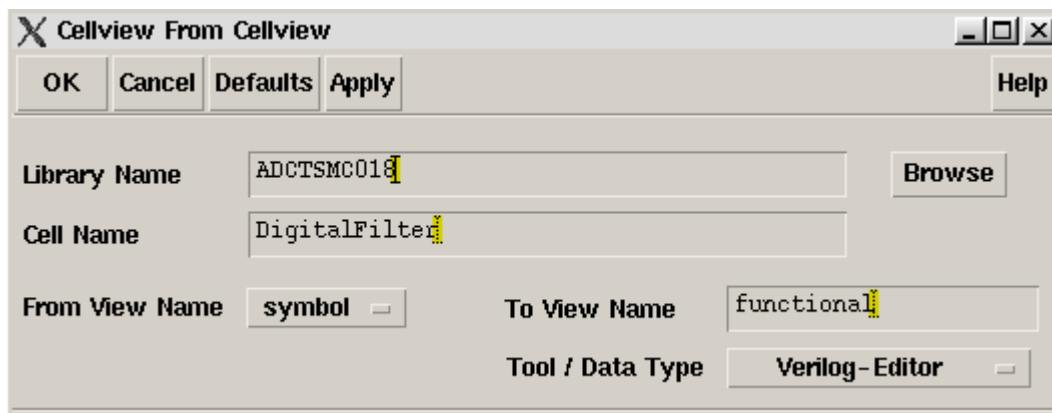 Cellview From Cellview
OK Cancel Defaults Apply Help
Library Name ADCTSMC018 Browse
Cell Name DigitalFilter
From View Name symbol To View Name functional
Tool / Data Type Verilog-Editor